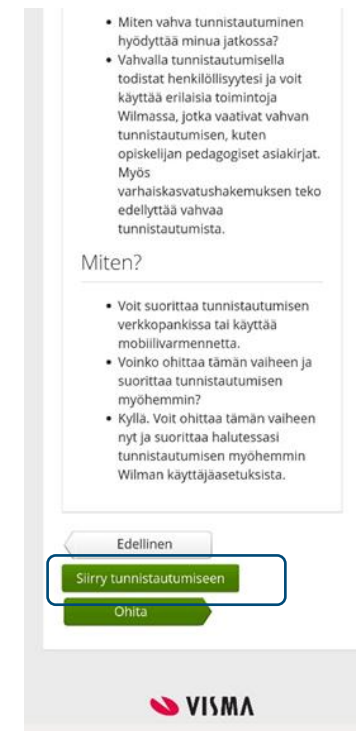 • Miten vahva tunnistautuminen
hyödyttää minua jatkossa?
• Vahvalla tunnistautumisella
todistat henkilöllisyytesi ja voit
käyttää erilaisia toimintoja
Wilmassa, jotka vaativat vahvan
tunnistautumisen, kuten
opiskelijan pedagogiset asiakirjat.
Myös
varhaiskasvatushakemuksen teko
edellyttää vahvaa
tunnistautumista.
Miten?
• Voit suorittaa tunnistautumisen
verkkopankissa tai käyttää
mobiilivarmennetta.
• Voinko ohittaa tämän vaiheen ja
suorittaa tunnistautumisen
myöhemmin?
• Kyllä. Voit ohittaa tämän vaiheen
nyt ja suorittaa halutessasi
tunnistautumisen myöhemmin
Wilman käyttäjäasetuksista.
Edellinen
Siirry tunnistautumiseen
Ohita
VISMA